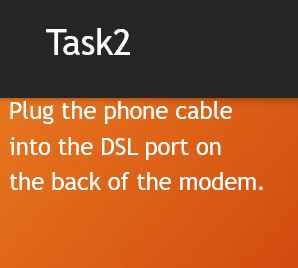 Task2
Plug the phone cable
into the DSL port on
the back of the modem.